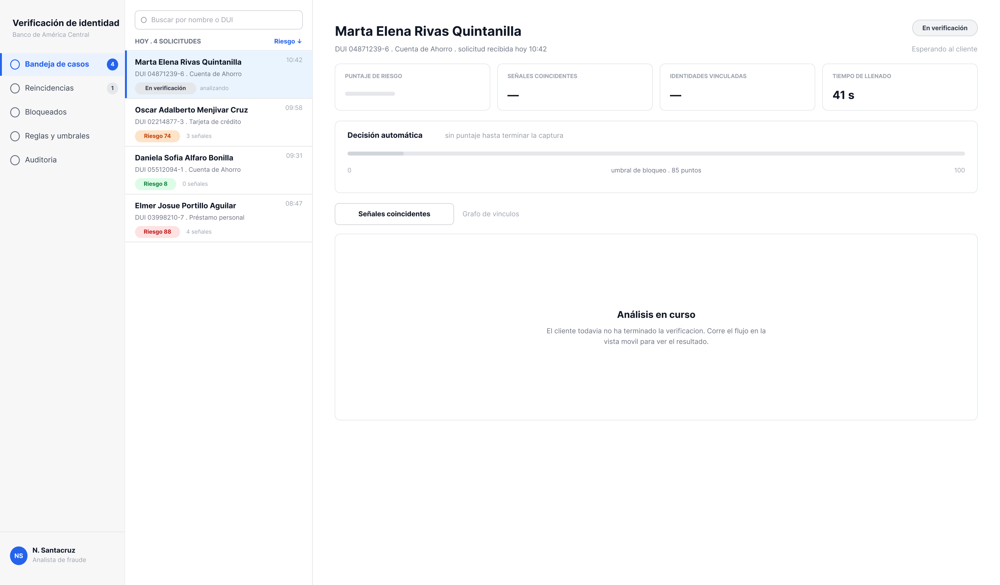 Verificación de identidad
Banco de América Central
Bandeja de casos 4
Reincidencias 1
Bloqueados
Reglas y umbrales
Auditoria
NS
N. Santacruz
Analista de fraude
Buscar por nombre o DUI
HOY . 4 SOLICITUDES Riesgo ↓
Marta Elena Rivas Quintanilla 10:42
DUI 04871239-6 . Cuenta de Ahorro
En verificación analizando
Oscar Adalberto Menjivar Cruz 09:58
DUI 02214877-3 . Tarjeta de crédito
Riesgo 74 3 señales
Daniela Sofia Alfaro Bonilla 09:31
DUI 05512094-1 . Cuenta de Ahorro
Riesgo 8 0 señales
Elmer Josue Portillo Aguilar 08:47
DUI 03998210-7 . Préstamo personal
Riesgo 88 4 señales
Marta Elena Rivas Quintanilla En verificación
DUI 04871239-6 . Cuenta de Ahorro . solicitud recibida hoy 10:42 Esperando al cliente
PUNTAJE DE RIESGO
SEÑALES COINCIDENTES
—
IDENTIDADES VINCULADAS
—
TIEMPO DE LLENADO
41 s
Decisión automática sin puntaje hasta terminar la captura
0 umbral de bloqueo . 85 puntos 100
Señales coincidentes Grafo de vinculos
Análisis en curso
El cliente todavia no ha terminado la verificacion. Corre el flujo en la
vista movil para ver el resultado.